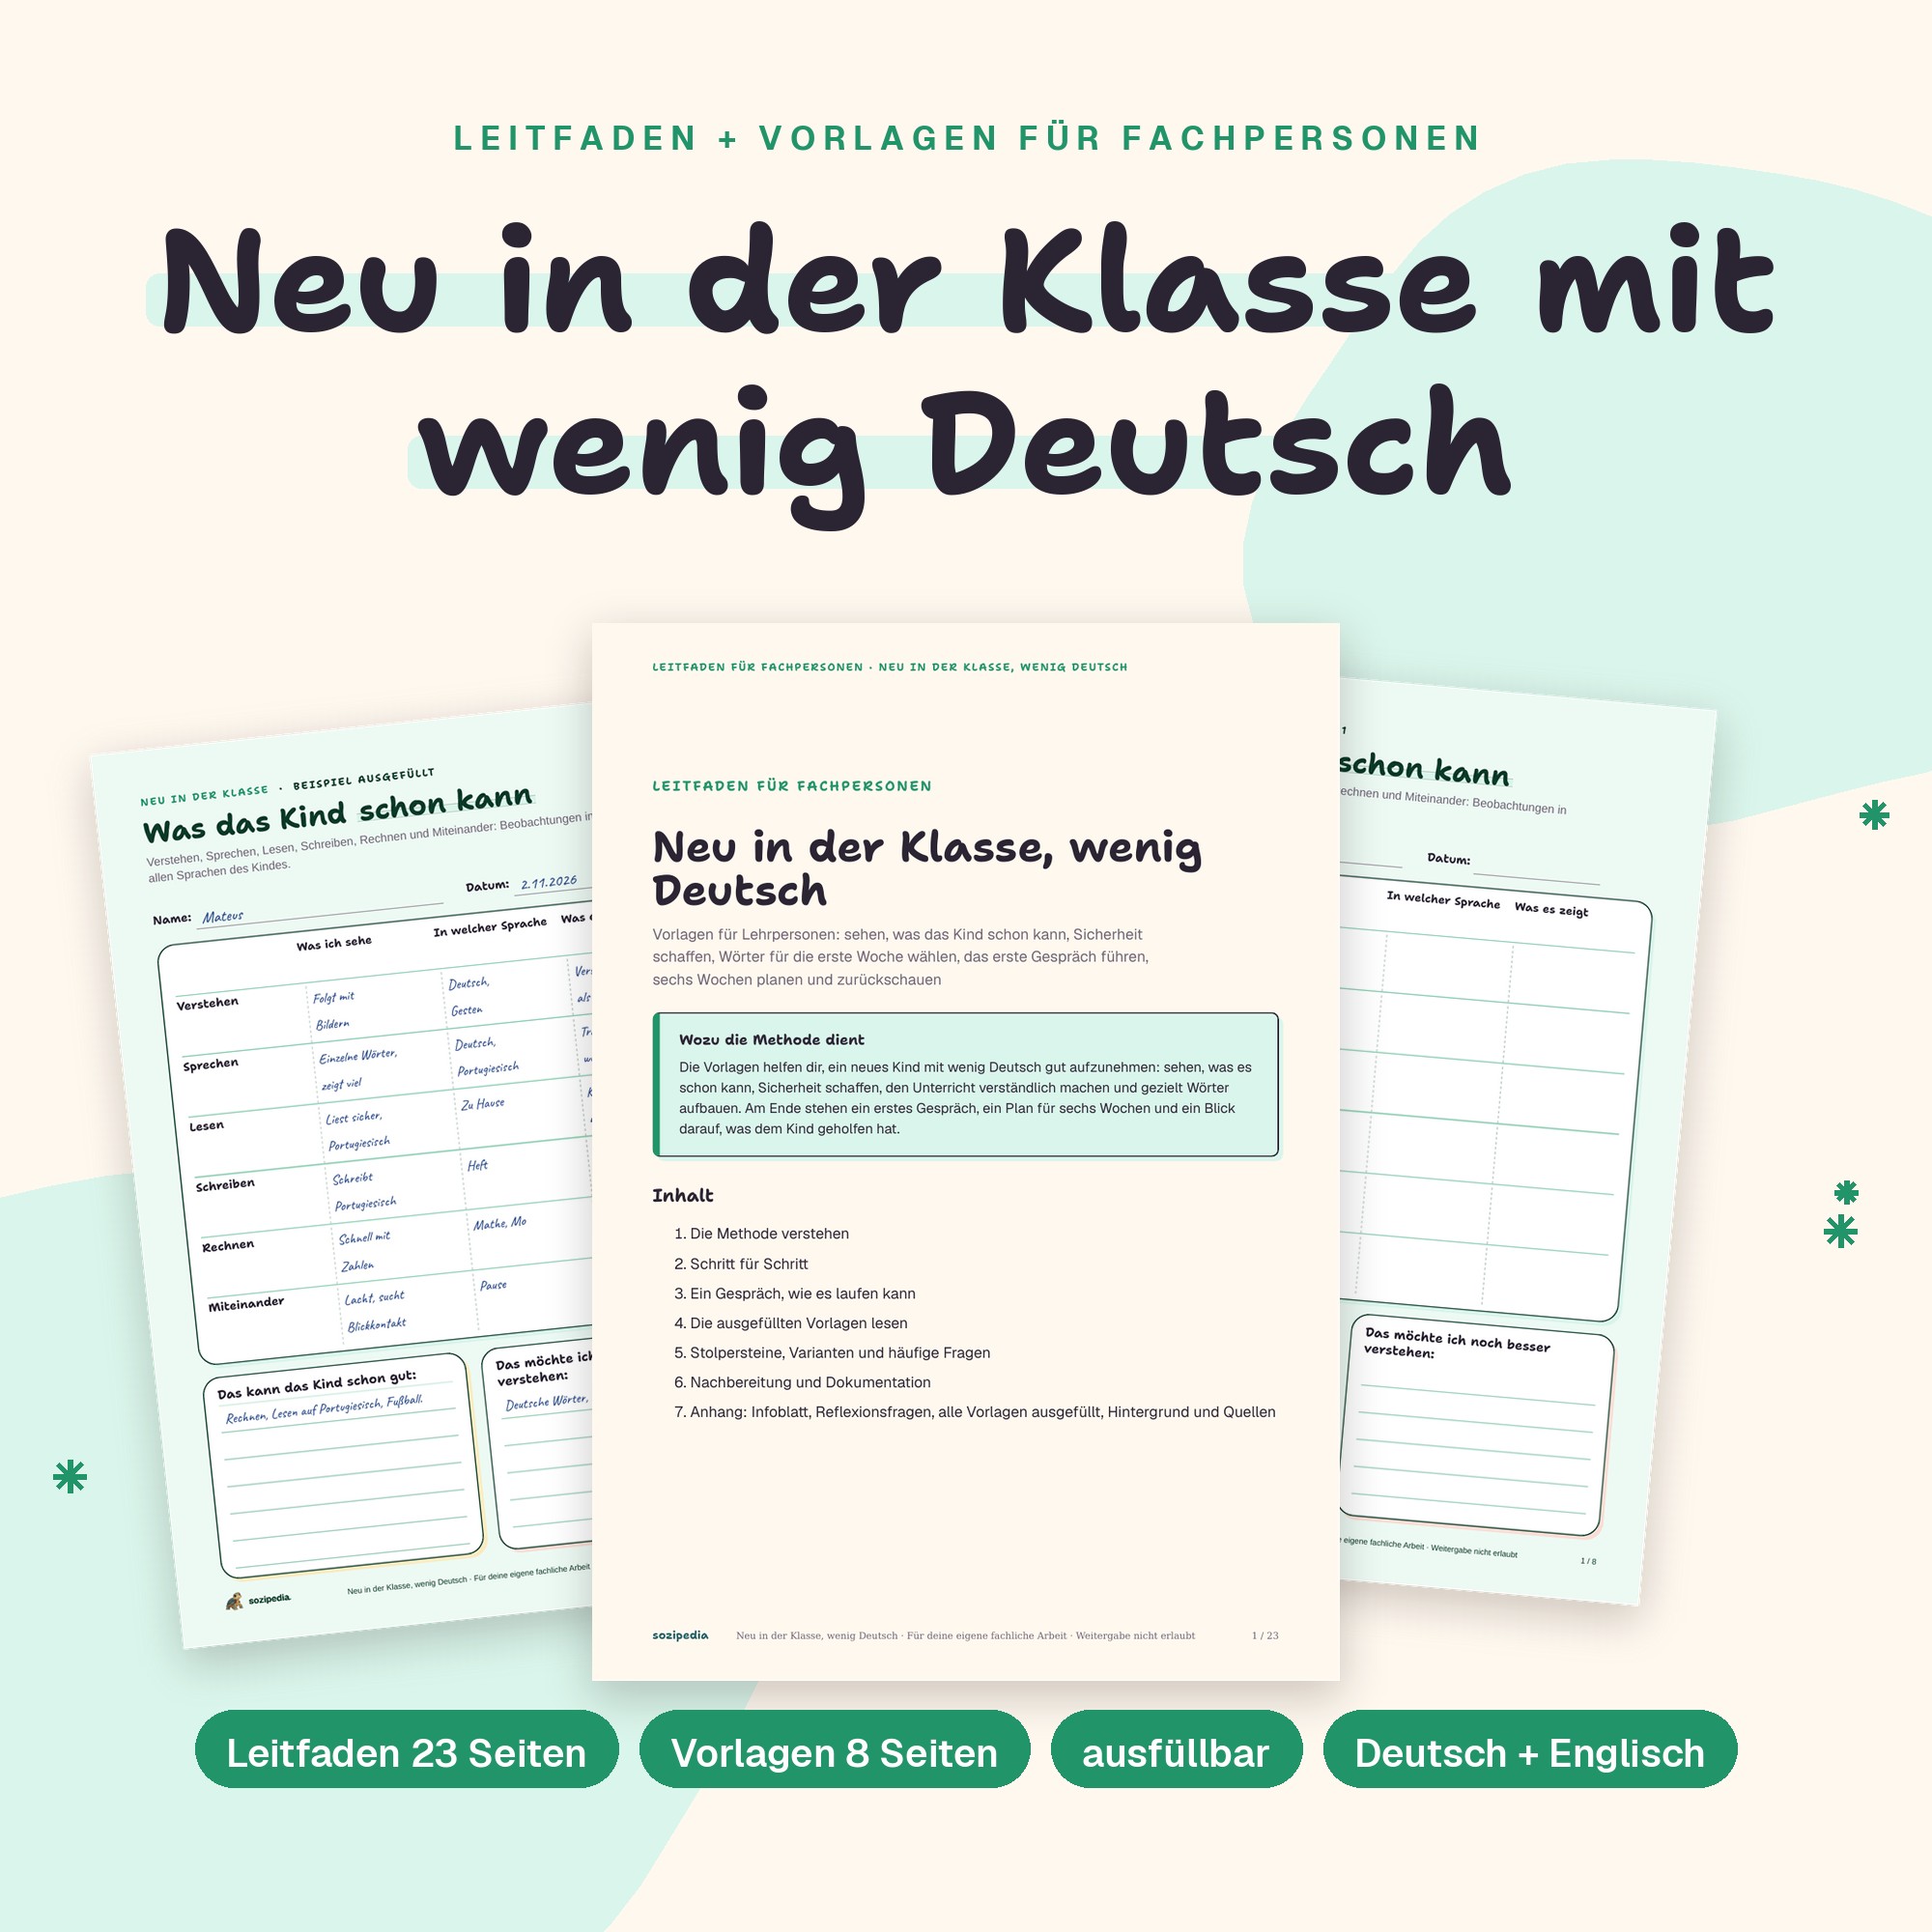 LEITFADEN + VORLAGEN FÜR FACHPERSONEN
Neu in der Klasse mit
wenig Deutsch
NEU IN DER KLASSE · BEISPIEL AUSGEFÜLLT
Was das Kind schon kann
Verstehen, Sprechen, Lesen, Schreiben, Rechnen und Miteinander: Beobachtungen in
allen Sprachen des Kindes.
Name: Mateus Datum: 2.11.2026
Was ich sehe In welcher Sprache Was
Verstehen Folgt mit Bildern Deutsch, Gesten
Sprechen Einzelne Wörter, zeigt viel Deutsch, Portugiesisch
Lesen Liest sicher, Portugiesisch Zu Hause
Schreiben Schreibt Portugiesisch Heft
Rechnen Schnell mit Zahlen Mathe, Mo
Miteinander Lacht, sucht Blickkontakt Pause
Das kann das Kind schon gut:
Rechnen, Lesen auf Portugiesisch, Fußball.
Das möchte ich
verstehen:
Deutsche Wörter,
sozipedia.
Neu in der Klasse, wenig Deutsch · Für deine eigene fachliche Arbeit
LEITFADEN FÜR FACHPERSONEN · NEU IN DER KLASSE, WENIG DEUTSCH
LEITFADEN FÜR FACHPERSONEN
Neu in der Klasse, wenig
Deutsch
Vorlagen für Lehrpersonen: sehen, was das Kind schon kann, Sicherheit
schaffen, Wörter für die erste Woche wählen, das erste Gespräch führen,
sechs Wochen planen und zurückschauen
Wozu die Methode dient
Die Vorlagen helfen dir, ein neues Kind mit wenig Deutsch gut aufzunehmen: sehen, was es
schon kann, Sicherheit schaffen, den Unterricht verständlich machen und gezielt Wörter
aufbauen. Am Ende stehen ein erstes Gespräch, ein Plan für sechs Wochen und ein Blick
darauf, was dem Kind geholfen hat.
Inhalt
1. Die Methode verstehen
2. Schritt für Schritt
3. Ein Gespräch, wie es laufen kann
4. Die ausgefüllten Vorlagen lesen
5. Stolpersteine, Varianten und häufige Fragen
6. Nachbereitung und Dokumentation
7. Anhang: Infoblatt, Reflexionsfragen, alle Vorlagen ausgefüllt, Hintergrund und Quellen
sozipedia Neu in der Klasse, wenig Deutsch · Für deine eigene fachliche Arbeit · Weitergabe nicht erlaubt 1 / 23
1
schon kann
echnen und Miteinander: Beobachtungen in
Datum:
In welcher Sprache Was es zeigt
Das möchte ich noch besser
verstehen:
eigene fachliche Arbeit · Weitergabe nicht erlaubt 1 / 8
Leitfaden 23 Seiten
Vorlagen 8 Seiten
ausfüllbar
Deutsch + Englisch